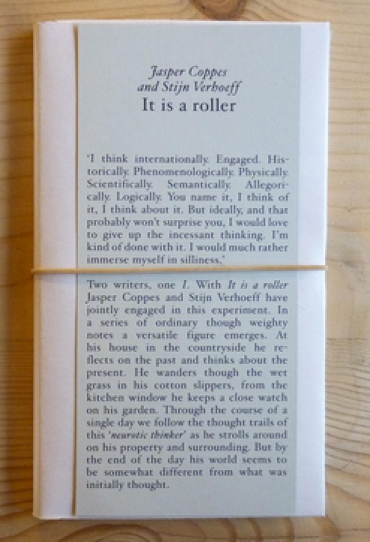 Jasper Coppes
and Stijn Verhoeff
It is a roller
'I think internationally. Engaged. His-
torically. Phenomenologically. Physically.
Scientifically. Semantically. Allegori-
cally. Logically. You name it, I think of
it, I think about it. But ideally, and that
probably won't surprise you, I would love
to give up the incessant thinking. I'm
kind of done with it. I would much rather
immerse myself in silliness.'
Two writers, one I. With It is a roller
Jasper Coppes and Stijn Verhoeff have
jointly engaged in this experiment. In
a series of ordinary though weighty
notes a versatile figure emerges. At
his house in the countryside he re-
flects on the past and thinks about the
present. He wanders though the wet
grass in his cotton slippers, from the
kitchen window he keeps a close watch
on his garden. Through the course of a
single day we follow the thought trails of
this 'neurotic thinker' as he strolls around
on his property and surrounding. But by
the end of the day his world seems to
be somewhat different from what was
initially thought.